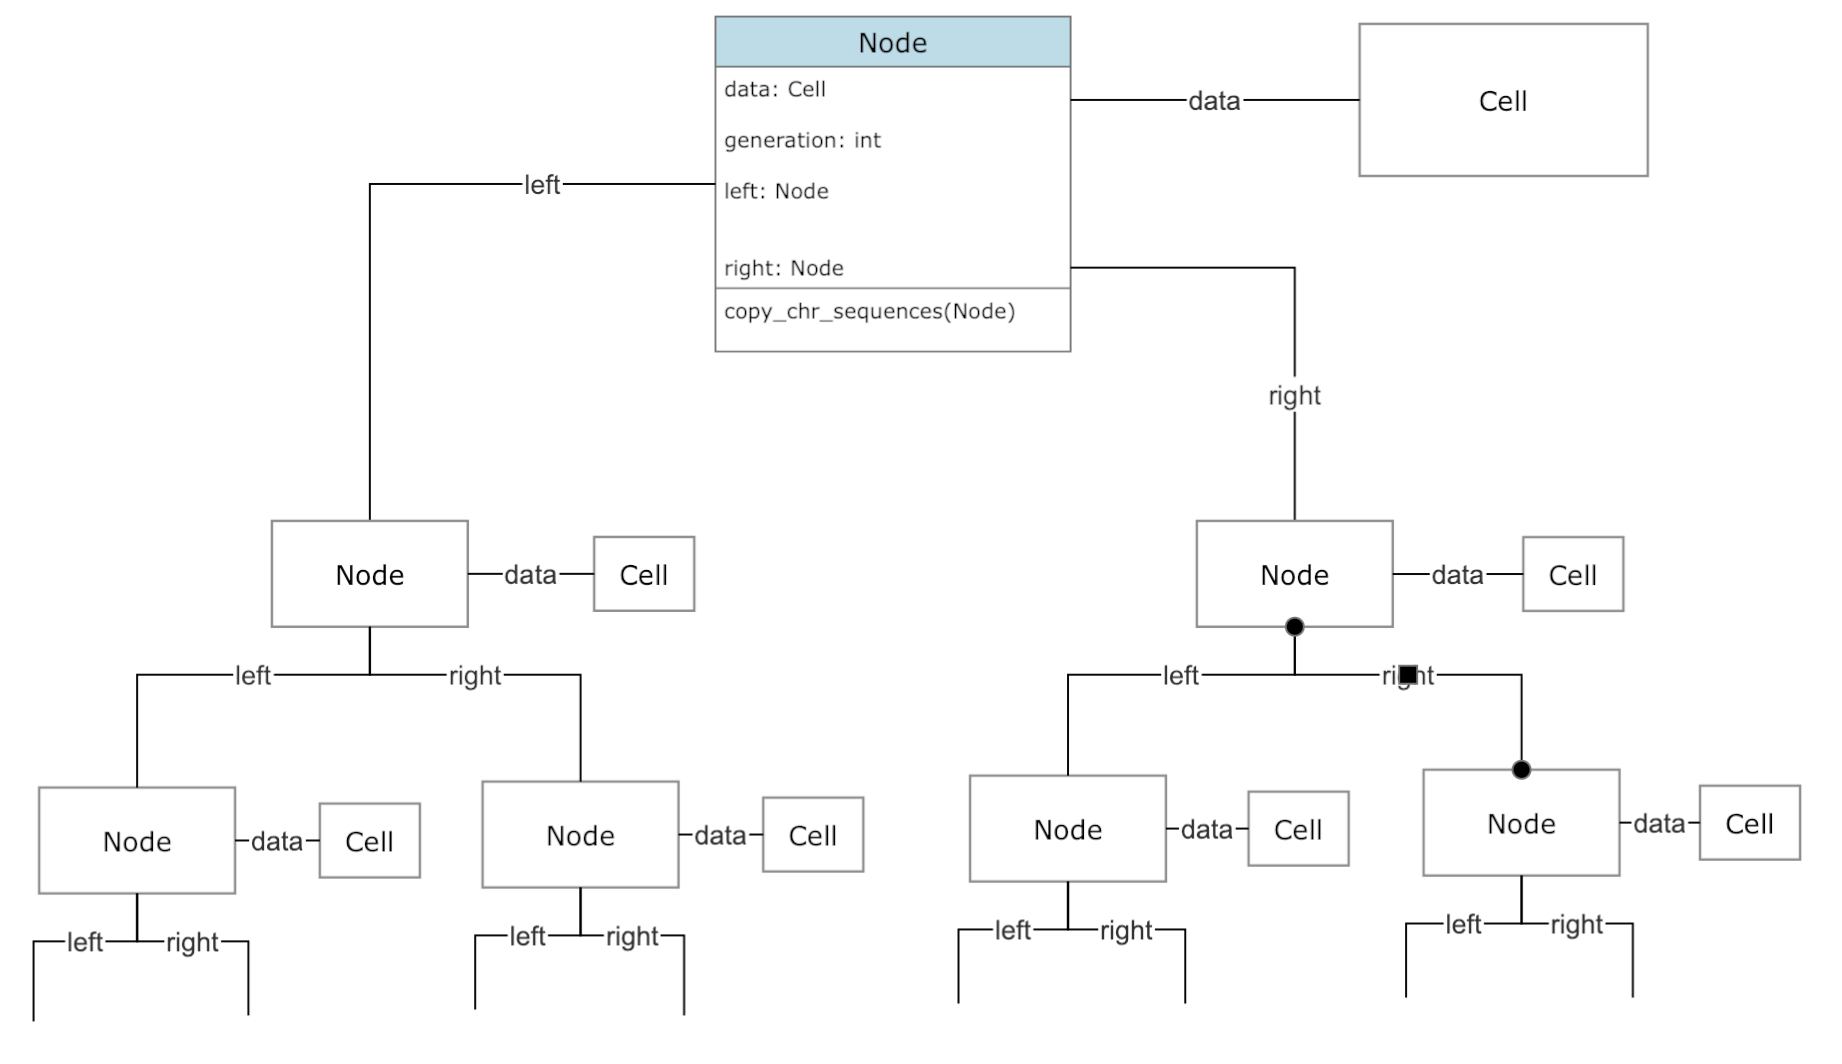 Node
data: Cell
generation: int
left: Node
right: Node
copy_chr_sequences(Node)
data
Cell
left
right
Node
data
Cell
Node
data
Cell
left
right
left
Node
data
Cell
Node
data
Cell
Node
data
Cell
Node
data
Cell
left
right
left
right
left
right
left
right